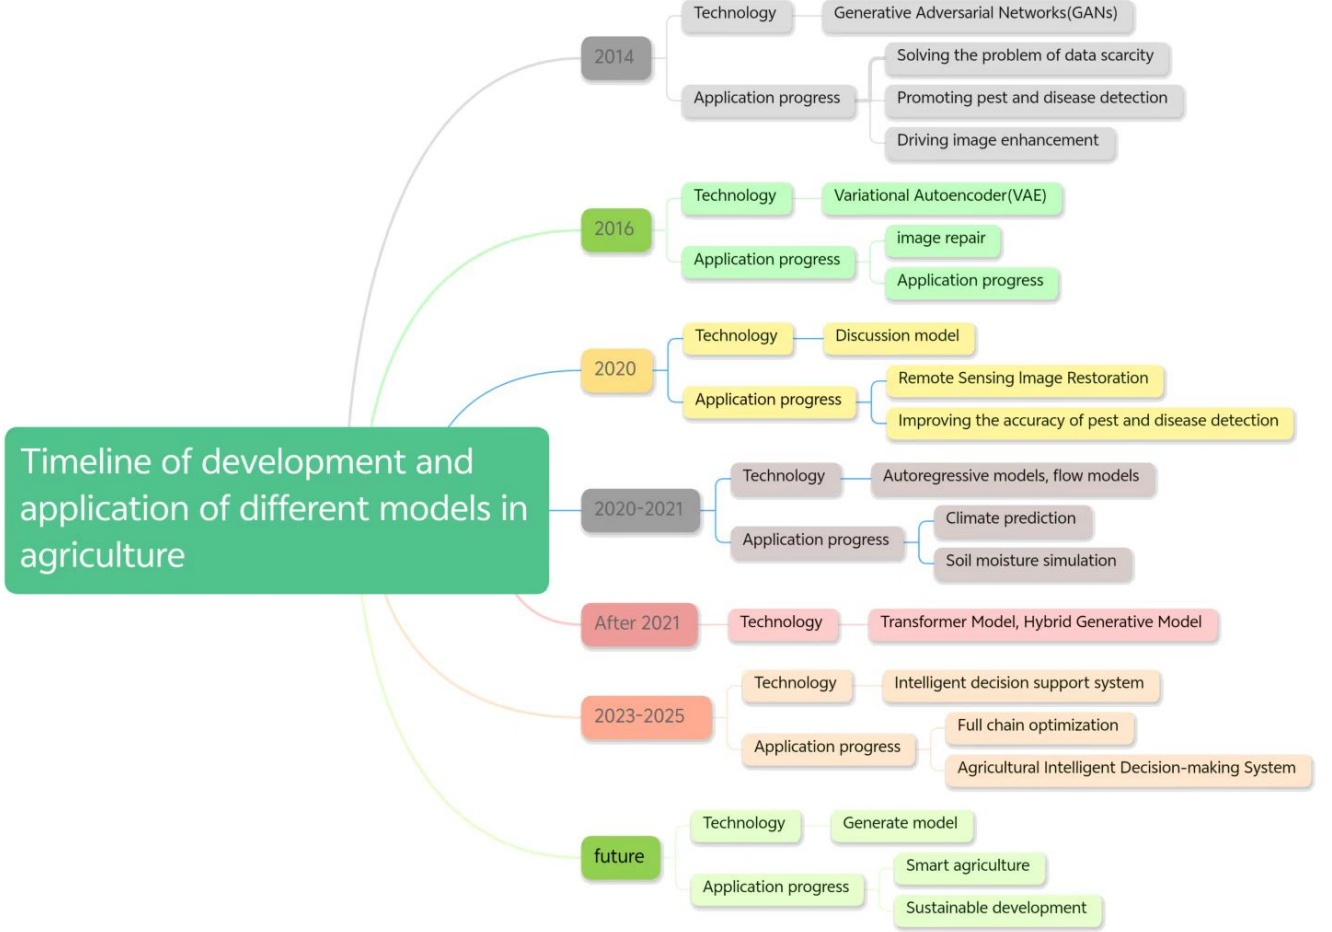 Timeline of development and
application of different models in
agriculture
2014
Technology
Generative Adversarial Networks(GANs)
Application progress
Solving the problem of data scarcity
Promoting pest and disease detection
Driving image enhancement
2016
Technology
Variational Autoencoder(VAE)
Application progress
image repair
Application progress
2020
Technology
Discussion model
Application progress
Remote Sensing Image Restoration
Improving the accuracy of pest and disease detection
2020-2021
Technology
Autoregressive models, flow models
Application progress
Climate prediction
Soil moisture simulation
After 2021
Technology
Transformer Model, Hybrid Generative Model
2023-2025
Technology
Intelligent decision support system
Application progress
Full chain optimization
Agricultural Intelligent Decision-making System
future
Technology
Generate model
Application progress
Smart agriculture
Sustainable development